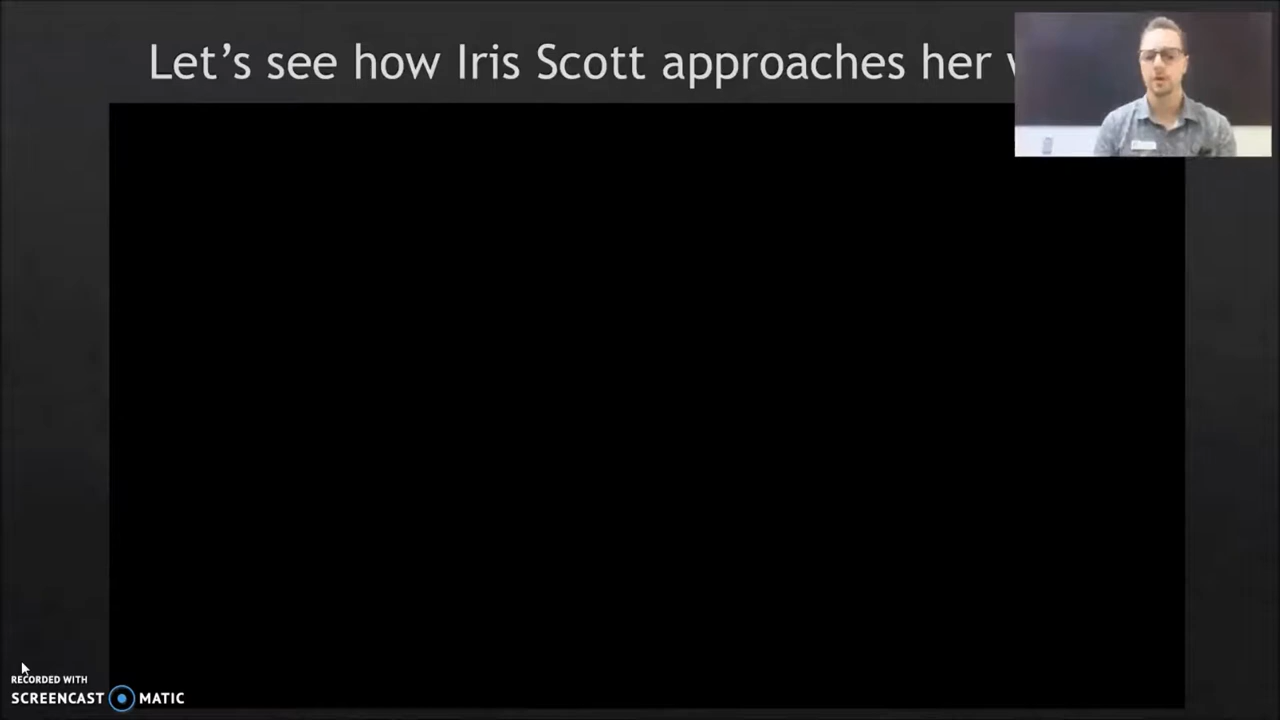 Let's see how Iris Scott approaches her
RECORDED WITH
SCREENCAST MATIC